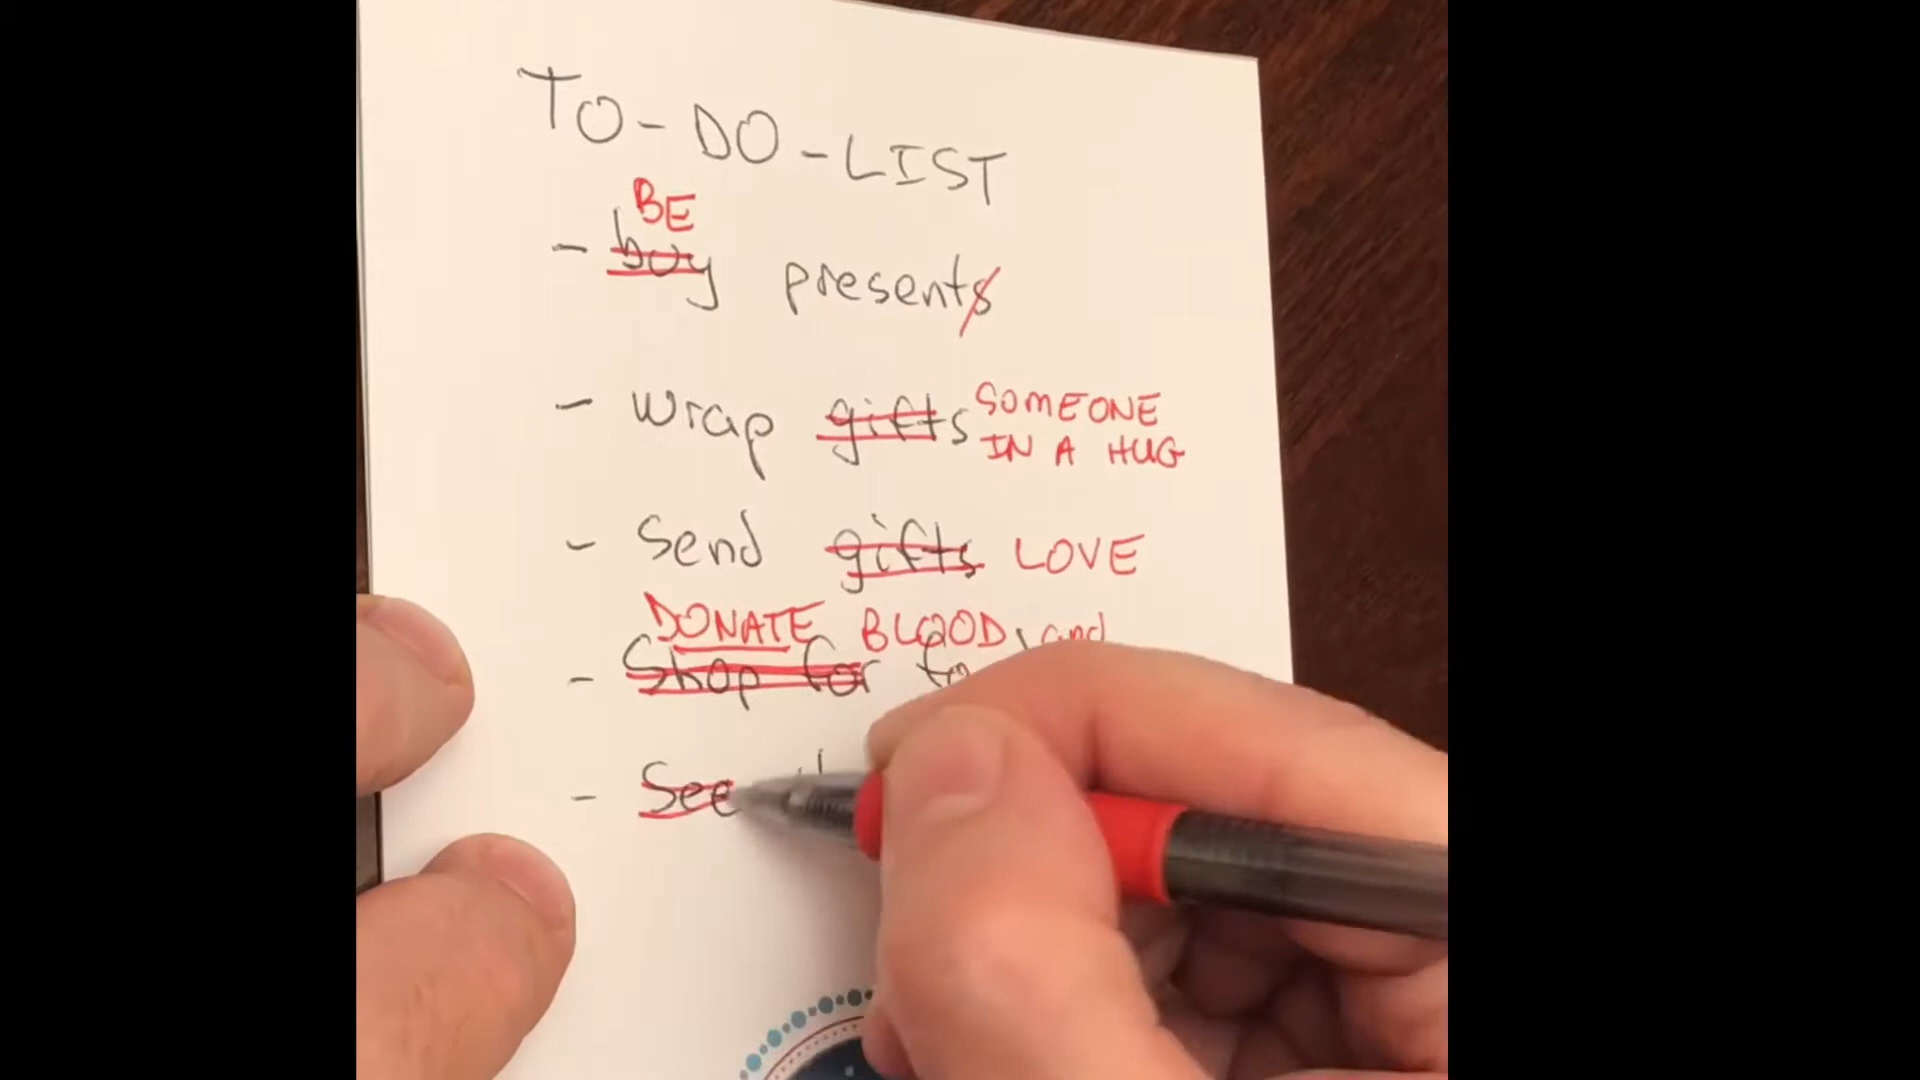 TO-DO-LIST
BE
- buy presents
- wrap gifts SOMEONE
IN A HUG
- Send gifts LOVE
DONATE BLOOD and
- Shop for
- See